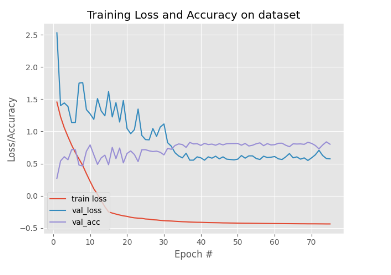 Training Loss and Accuracy on dataset
Loss/Accuracy
2.5
2.0
1.5
1.0
0.5
0.0
−0.5
train loss
val_loss
val_acc
0 10 20 30 40 50 60 70
Epoch #